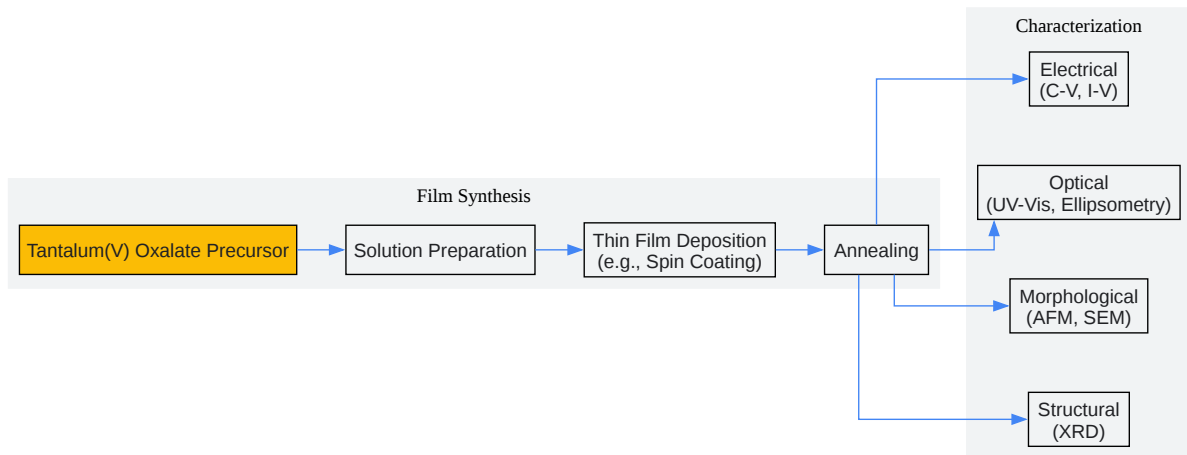 Characterization
Electrical
(C-V, I-V)
Optical
(UV-Vis, Ellipsometry)
Film Synthesis
Tantalum(V) Oxalate Precursor
Solution Preparation
Thin Film Deposition
(e.g., Spin Coating)
Annealing
Morphological
(AFM, SEM)
Structural
(XRD)